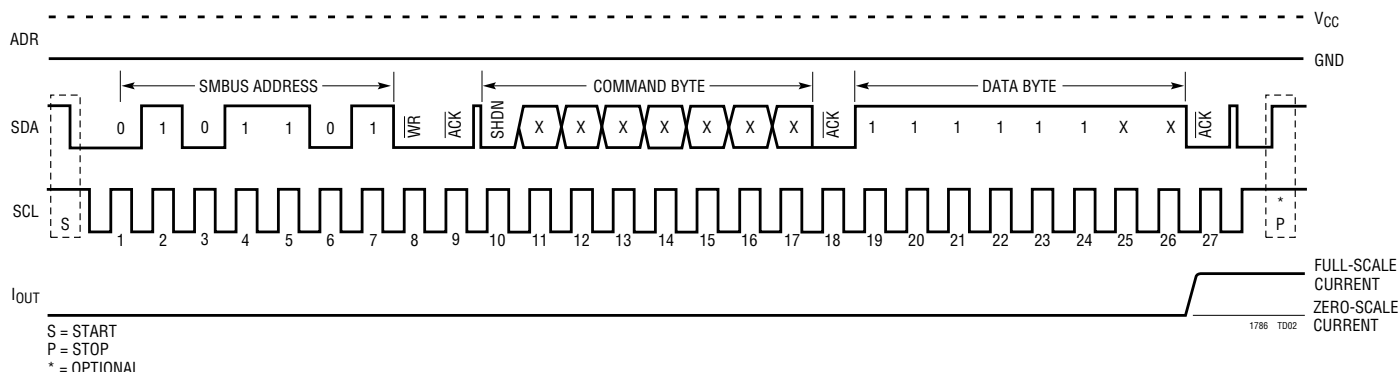 VCC
ADR
GND
SMBUS ADDRESS COMMAND BYTE DATA BYTE
SDA 0 1 0 1 1 0 1 WR ACK SHDN X X X X X X X ACK 1 1 1 1 1 1 X X ACK
SCL S * P
1 2 3 4 5 6 7 8 9 10 11 12 13 14 15 16 17 18 19 20 21 22 23 24 25 26 27
FULL-SCALE
CURRENT
IOUT
ZERO-SCALE
CURRENT
1786 TD02
S = START
P = STOP
* = OPTIONAL